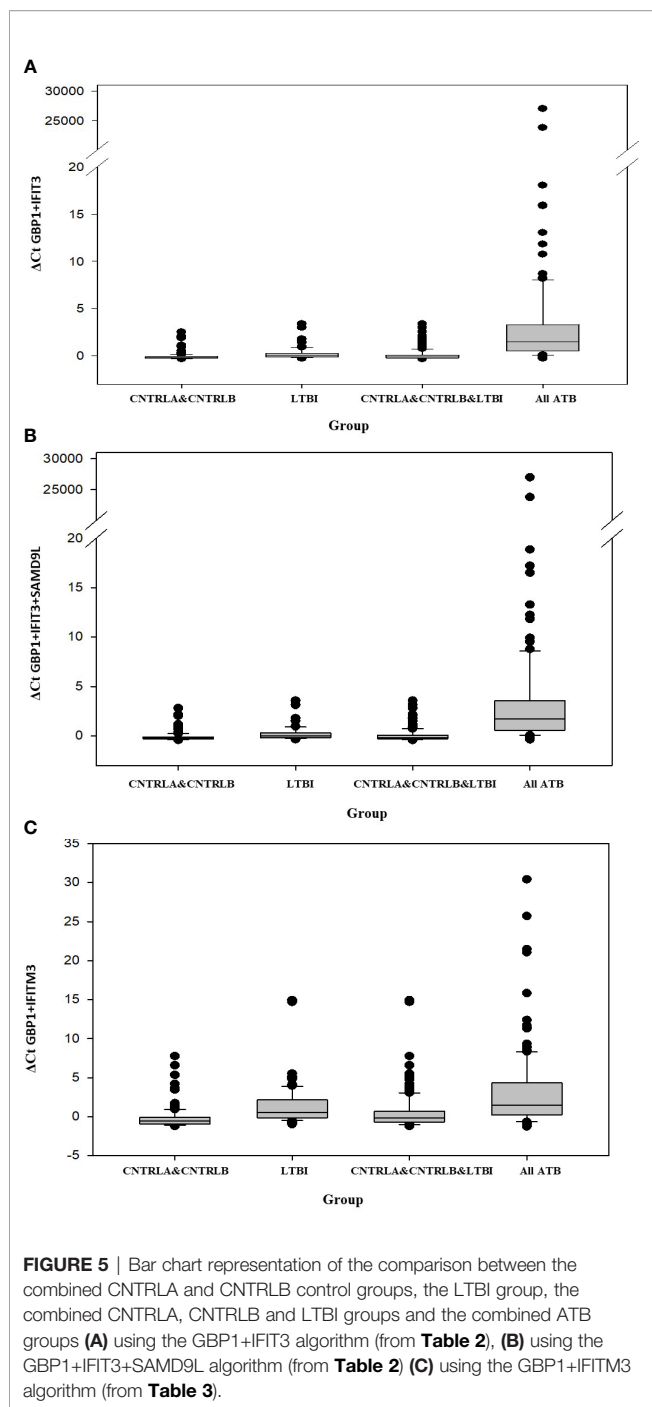 A
30000
25000
20
15
10
5
0
ΔCt GBP1+IFIT3
CNTRLA&CNTRLB LTBI CNTRLA&CNTRLB&LTBI All ATB
Group
B
30000
25000
20
15
10
5
0
ΔCt GBP1+IFIT3+SAMD9L
CNTRLA&CNTRLB LTBI CNTRLA&CNTRLB&LTBI All ATB
Group
C
35
30
25
20
15
10
5
0
-5
ΔCt GBP1+IFITM3
CNTRLA&CNTRLB LTBI CNTRLA&CNTRLB&LTBI All ATB
Group
FIGURE 5 | Bar chart representation of the comparison between the
combined CNTRLA and CNTRLB control groups, the LTBI group, the
combined CNTRLA, CNTRLB and LTBI groups and the combined ATB
groups (A) using the GBP1+IFIT3 algorithm (from Table 2), (B) using the
GBP1+IFIT3+SAMD9L algorithm (from Table 2) (C) using the GBP1+IFITM3
algorithm (from Table 3).